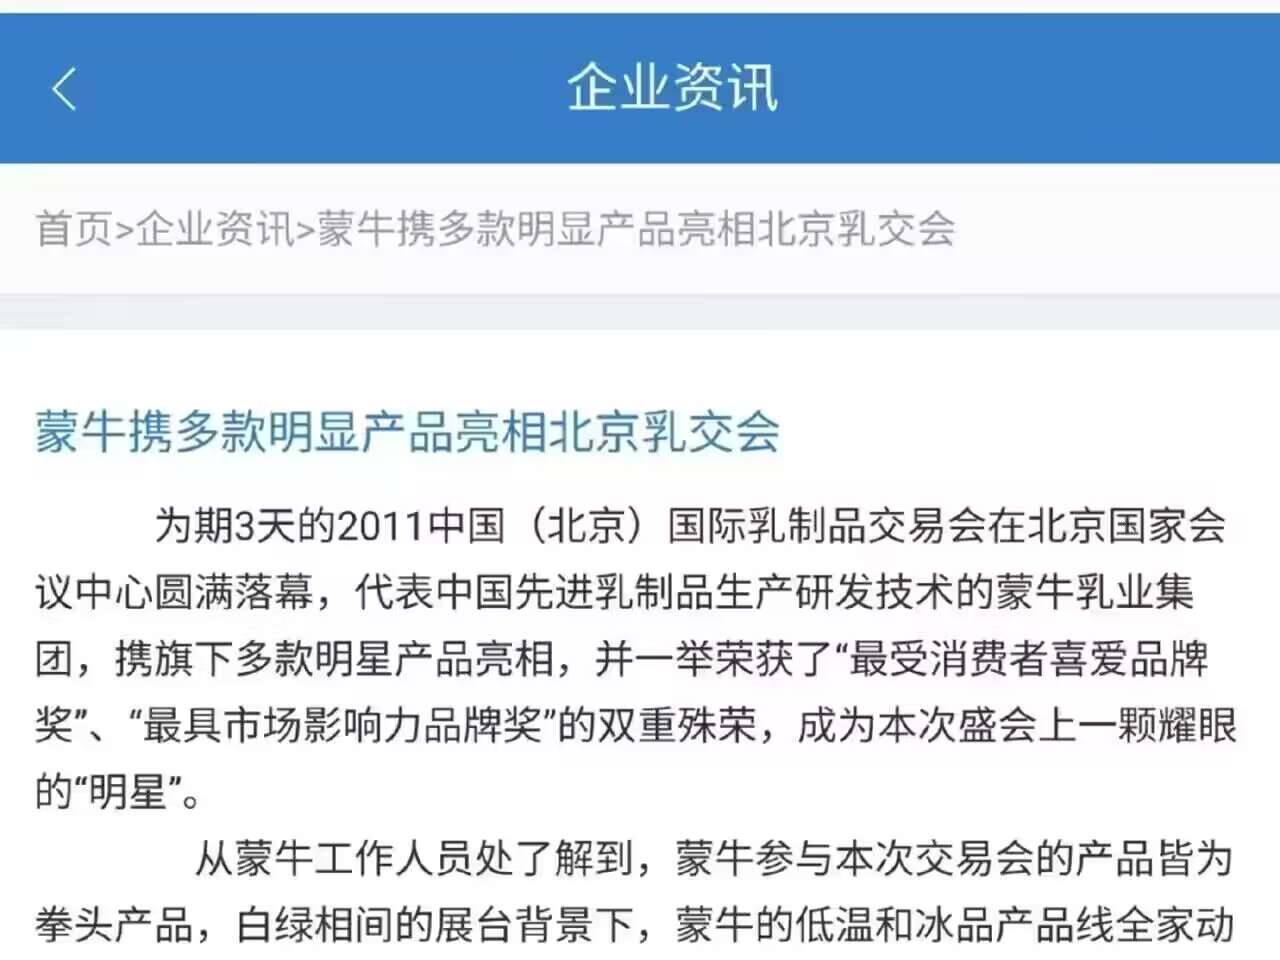 企业资讯
首页>企业资讯>蒙牛携多款明显产品亮相北京乳交会
蒙牛携多款明显产品亮相北京乳交会
为期3天的2011中国（北京）国际乳制品交易会在北京国家会
议中心圆满落幕，代表中国先进乳制品生产研发技术的蒙牛乳业集
团，携旗下多款明星产品亮相，并一举荣获了“最受消费者喜爱品牌
奖”、“最具市场影响力品牌奖”的双重殊荣，成为本次盛会上一颗耀眼
的“明星”。
从蒙牛工作人员处了解到，蒙牛参与本次交易会的产品皆为
拳头产品，白绿相间的展台背景下，蒙牛的低温和冰品产品线全家动